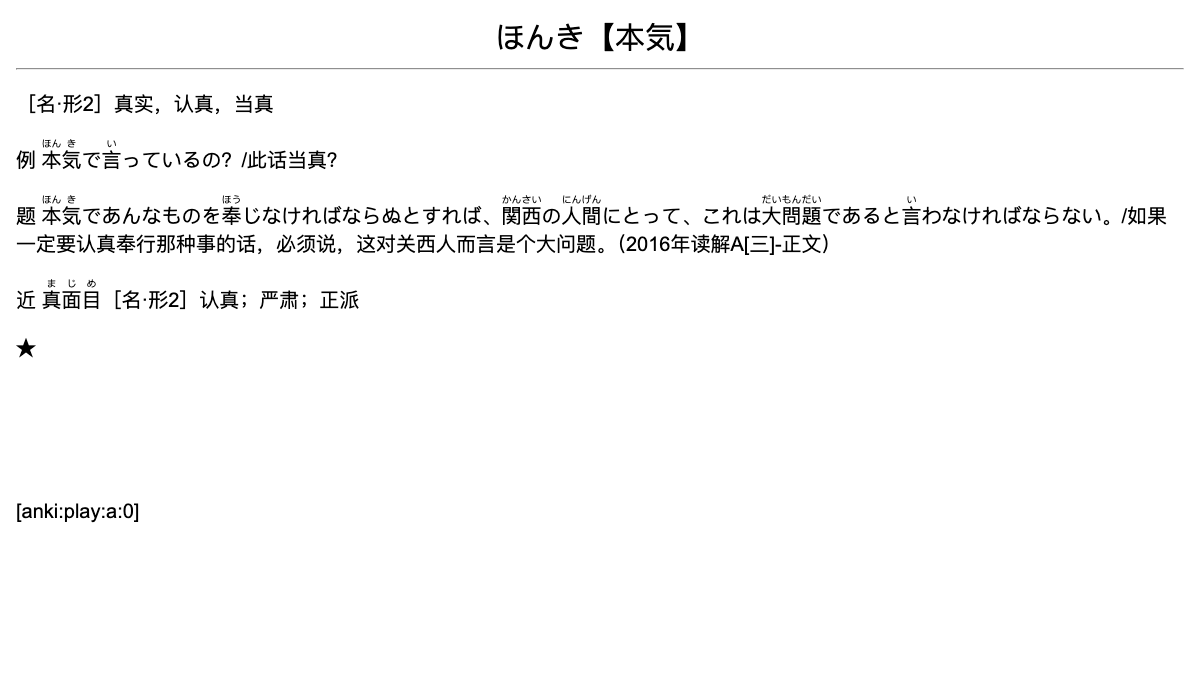 ほんき【本気】
［名·形2］真实，认真，当真
ほん き い
例 本気で言っているの？/此话当真？
ほん き ほう かんさい にんげん だいもんだい い
题 本気であんなものを奉じなければならぬとすれば、関西の人間にとって、これは大問題であると言わなければならない。/如果
一定要认真奉行那种事的话，必须说，这对关西人而言是个大问题。（2016年读解A[三]-正文）
ま じ め
近 真面目［名·形2］认真；严肃；正派
★
[anki:play:a:0]